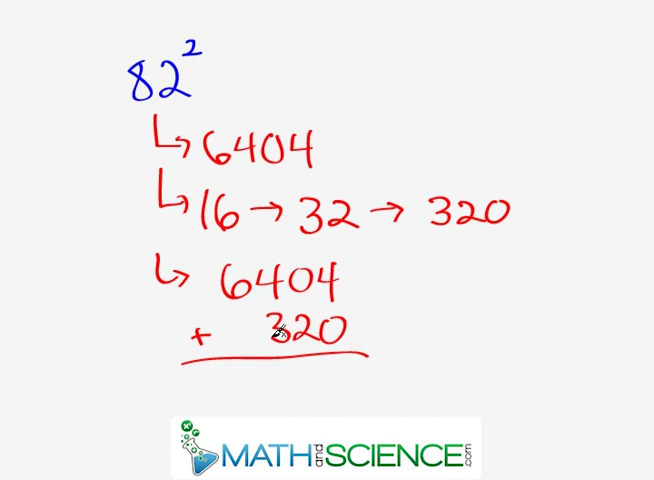 82²
↳ 6404
↳ 16 → 32 → 320
↳ 6404
+ 320
MATH and SCIENCE .com